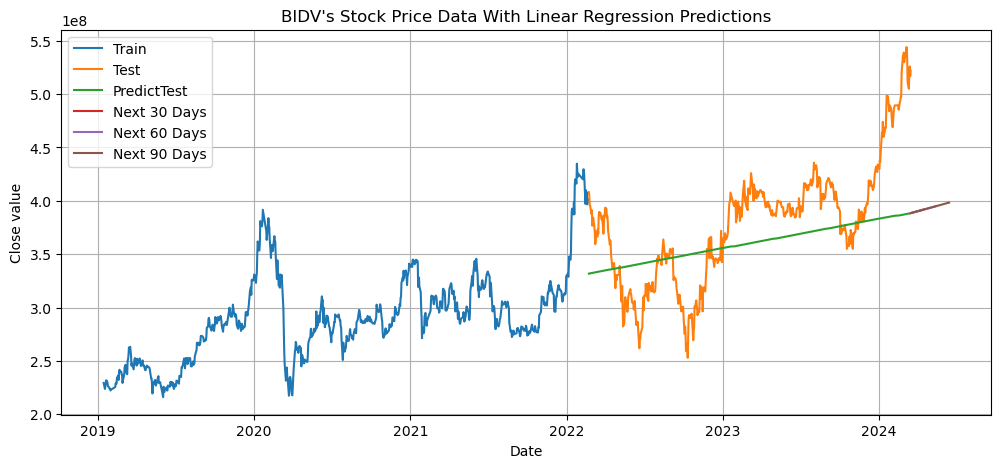 BIDV's Stock Price Data With Linear Regression Predictions
1e8
5.5
5.0
4.5
4.0
3.5
3.0
2.5
2.0
Close value
Train
Test
PredictTest
Next 30 Days
Next 60 Days
Next 90 Days
2019 2020 2021 2022 2023 2024
Date